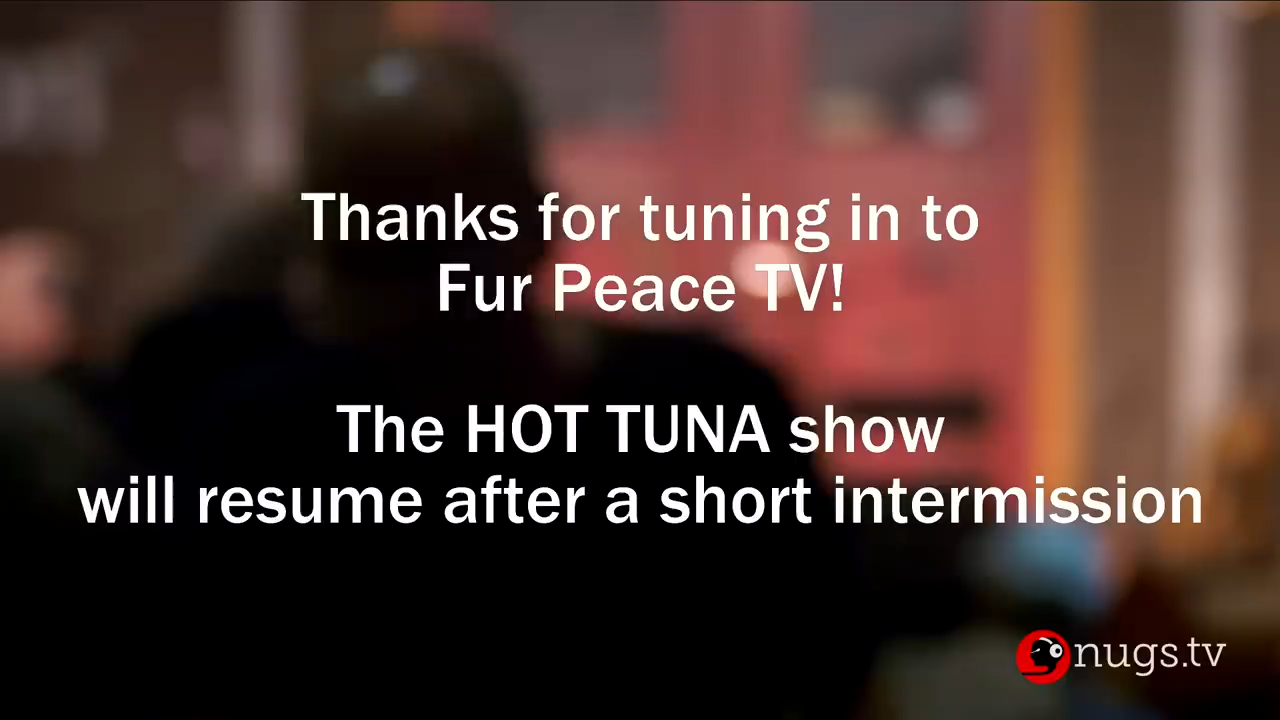 Thanks for tuning in to
Fur Peace TV!
The HOT TUNA show
will resume after a short intermission
nugs.tv